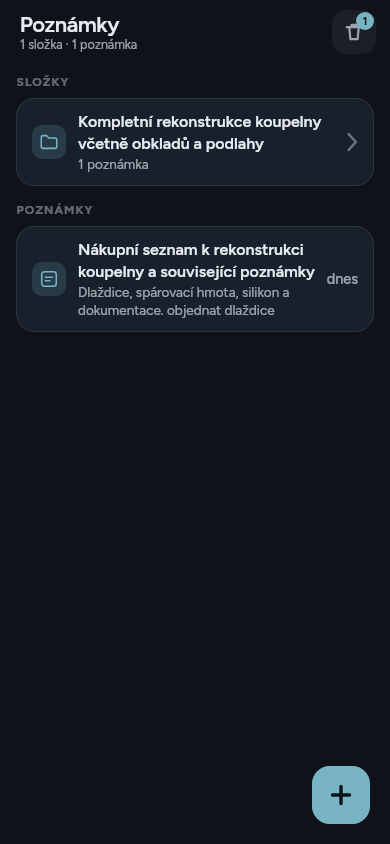 Poznámky
1 složka · 1 poznámka
1
SLOŽKY
Kompletní rekonstrukce koupelny
včetně obkladů a podlahy
1 poznámka
POZNÁMKY
Nákupní seznam k rekonstrukci
koupelny a související poznámky
dnes
Dlaždice, spárovací hmota, silikon a
dokumentace. objednat dlaždice